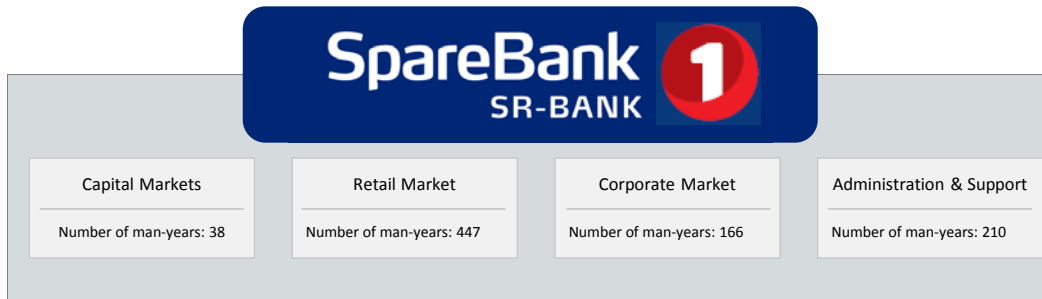 SpareBank 1
SR-BANK
Capital Markets
Number of man-years: 38
Retail Market
Number of man-years: 447
Corporate Market
Number of man-years: 166
Administration & Support
Number of man-years: 210